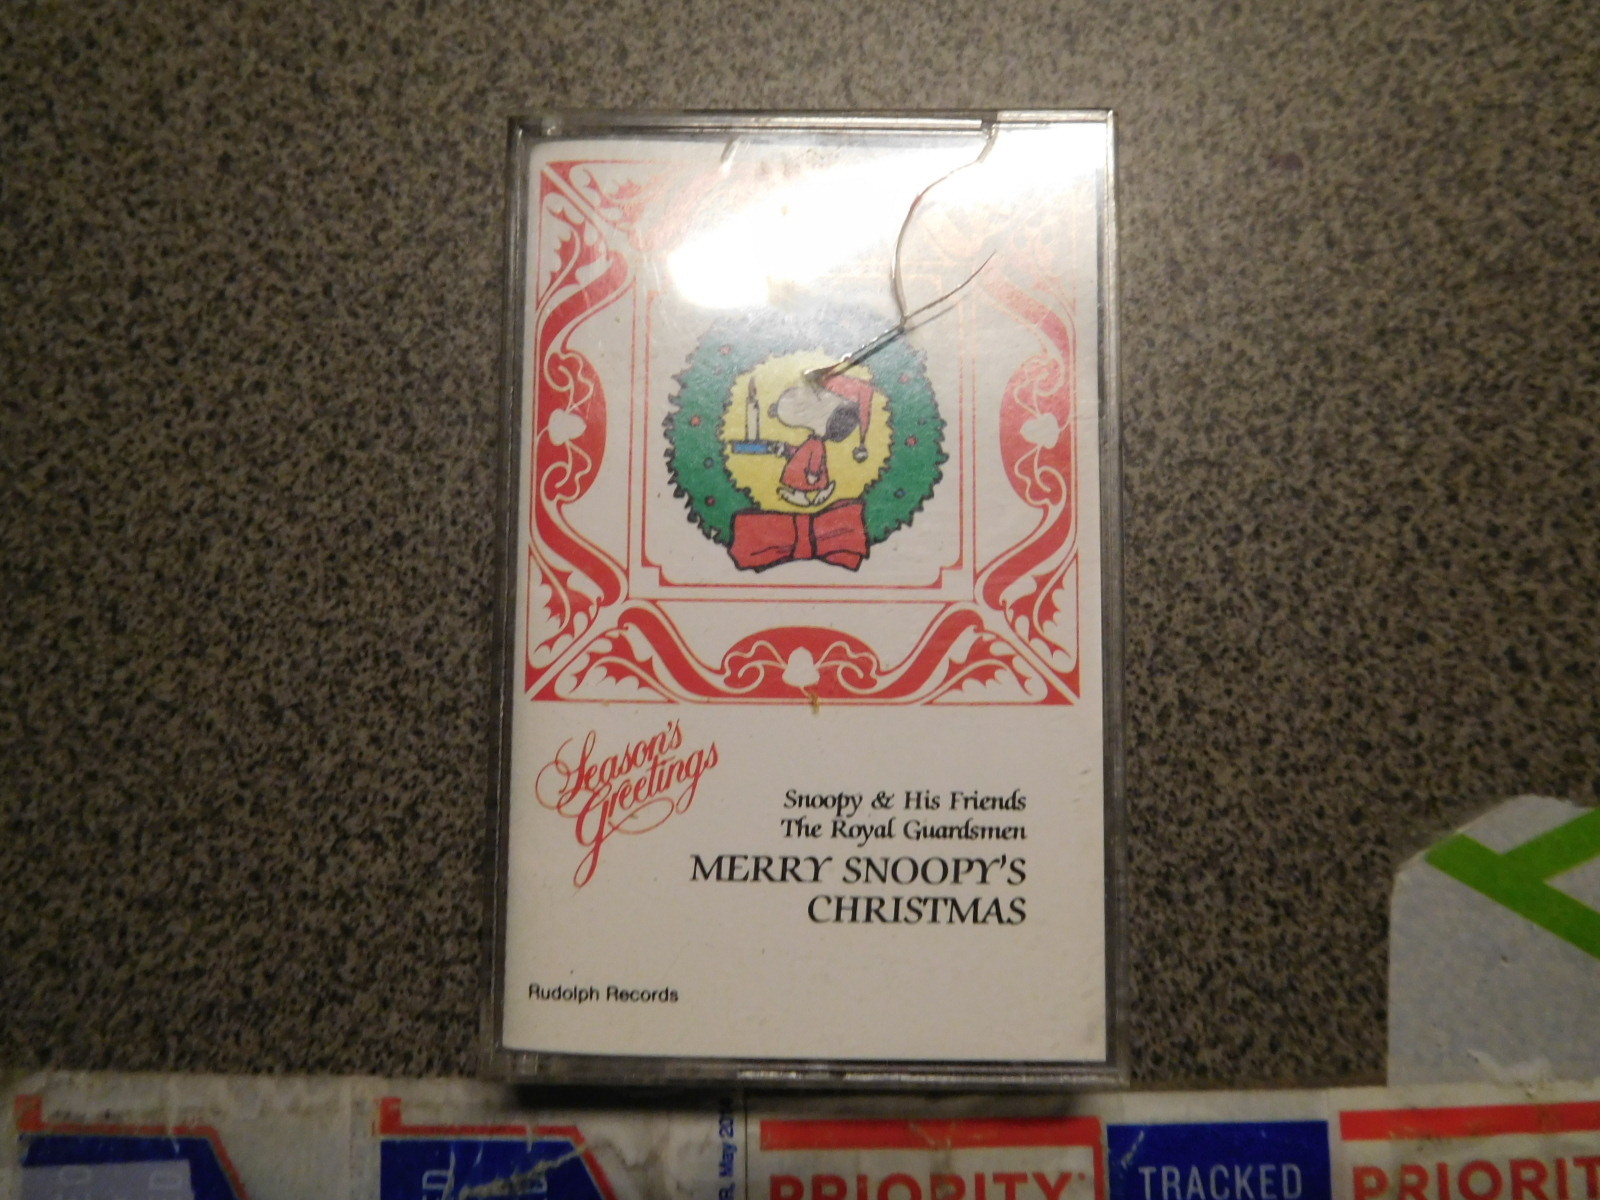 Season's
Greetings
Snoopy & His Friends
The Royal Guardsmen
MERRY SNOOPY'S
CHRISTMAS
Rudolph Records
PRIORITY
TRACKED
PRIORIT